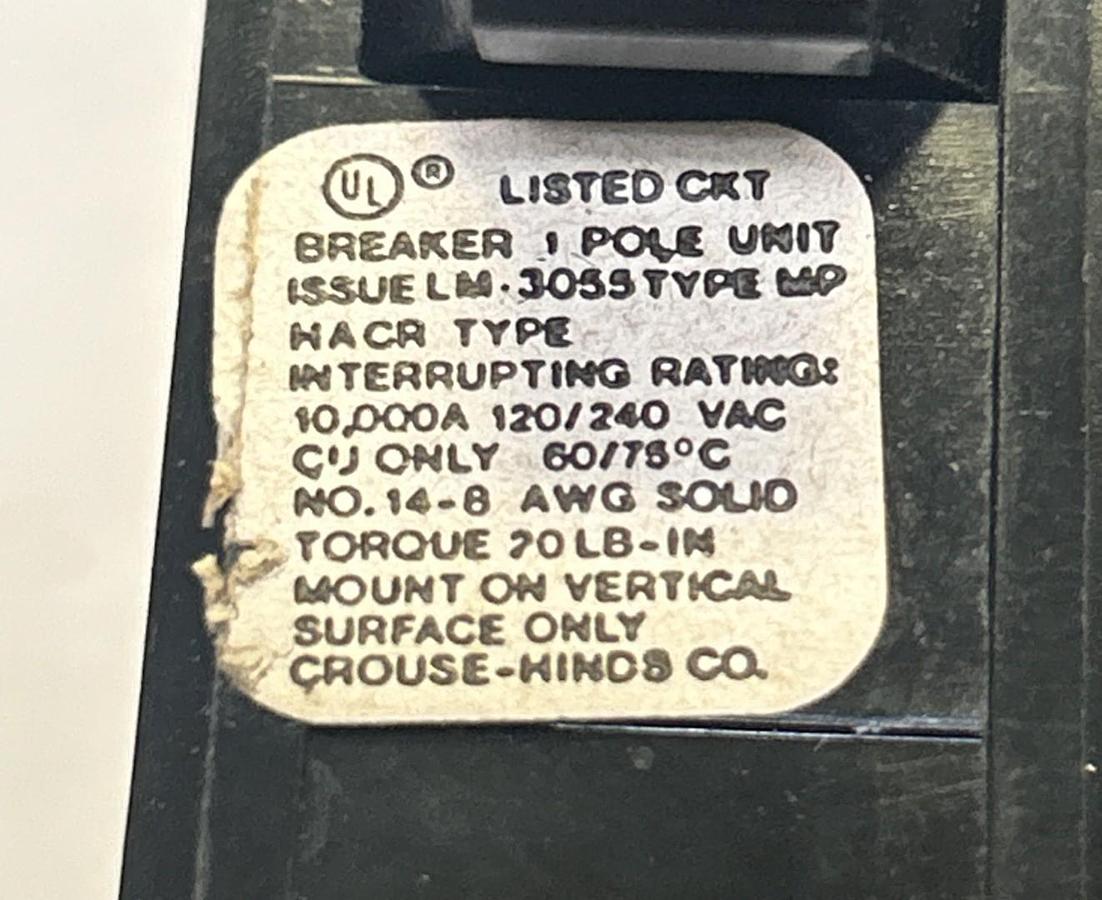 UL ® LISTED CKT
BREAKER 1 POLE UNIT
ISSUE LM-3055 TYPE MP
HACR TYPE
INTERRUPTING RATING:
10,000A 120/240 VAC
CU ONLY 60/75°C
NO. 14-8 AWG SOLID
TORQUE 20 LB-IN
MOUNT ON VERTICAL
SURFACE ONLY
CROUSE-HINDS CO.